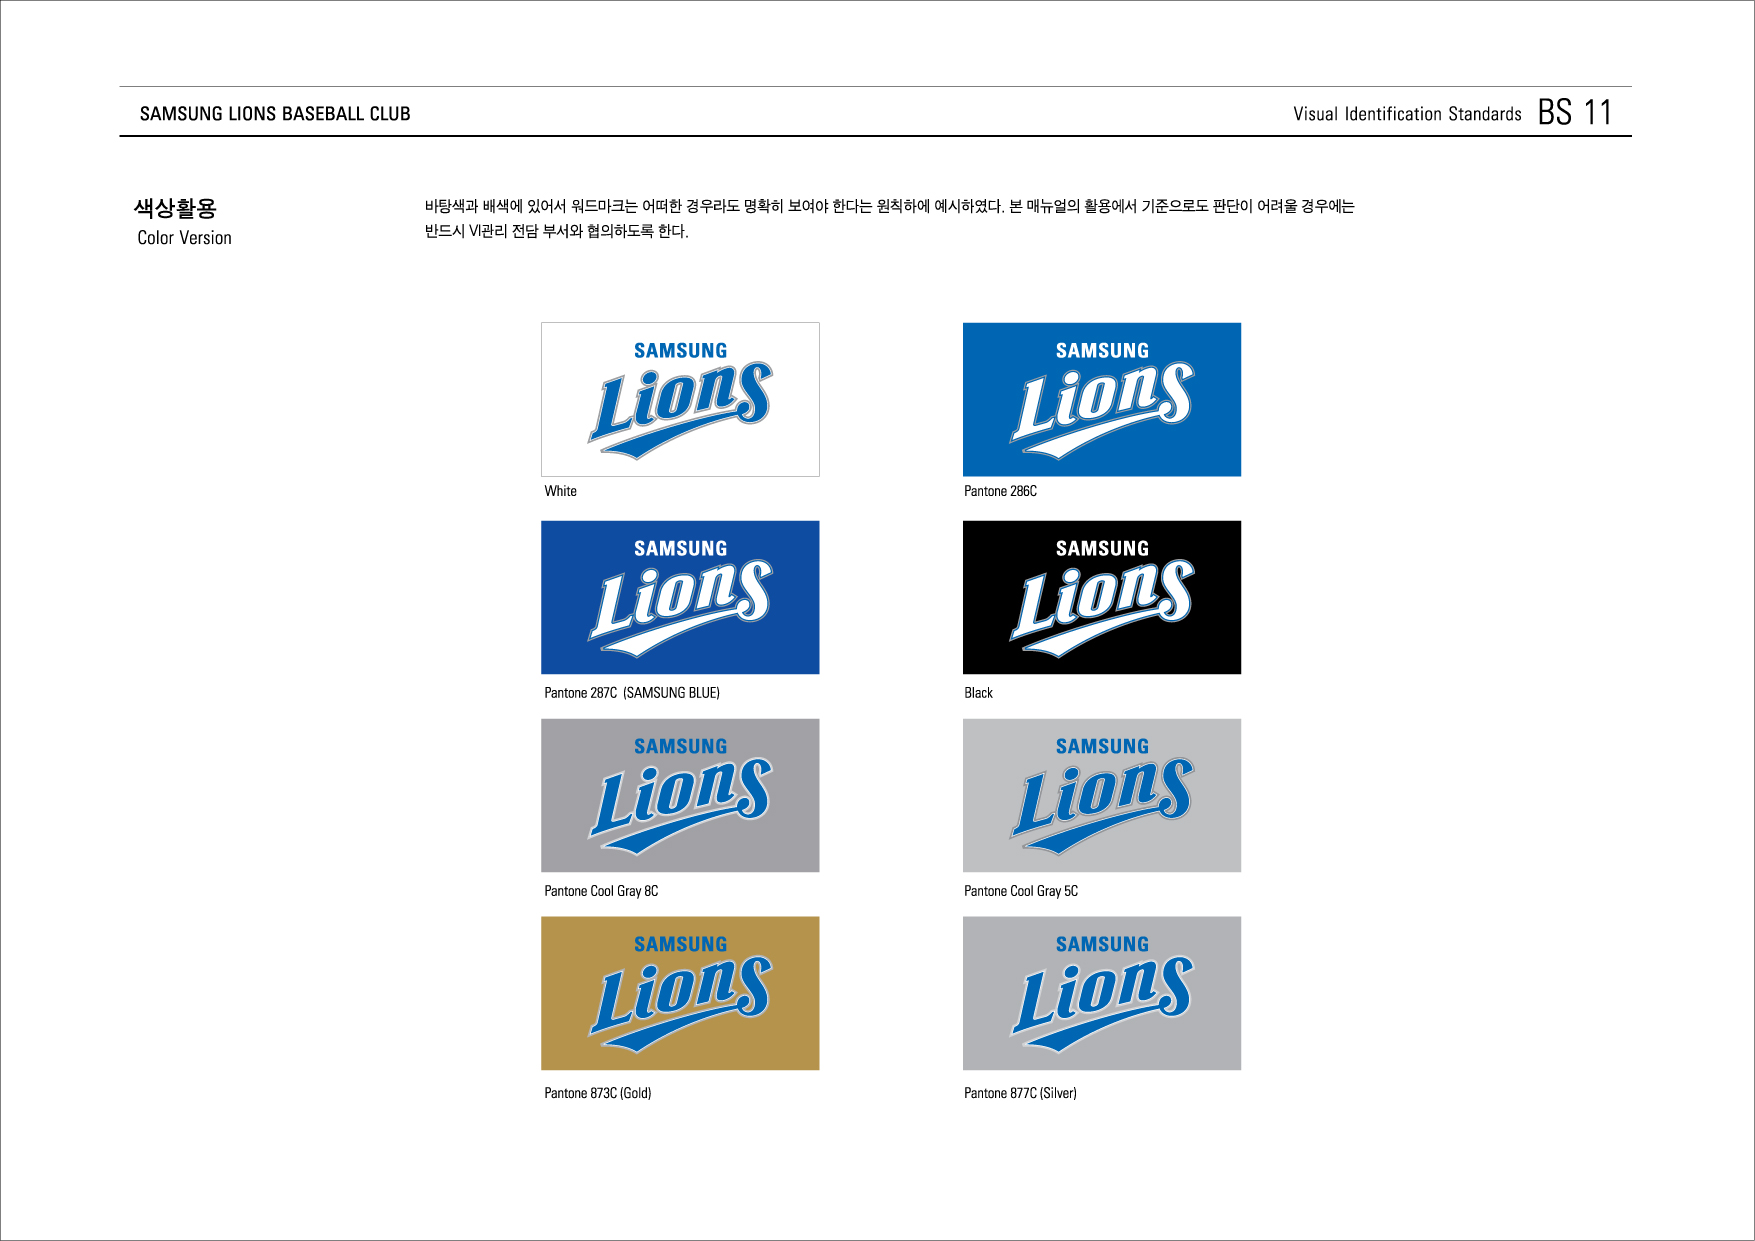 SAMSUNG LIONS BASEBALL CLUB
Visual Identification Standards BS 11
색상활용
Color Version
바탕색과 배색에 있어서 워드마크는 어떠한 경우라도 명확히 보여야 한다는 원칙하에 예시하였다. 본 매뉴얼의 활용에서 기준으로도 판단이 어려울 경우에는
반드시 VI관리 전담 부서와 협의하도록 한다.
SAMSUNG
Lions
White
SAMSUNG
Lions
Pantone 286C
SAMSUNG
Lions
Pantone 287C (SAMSUNG BLUE)
SAMSUNG
Lions
Black
SAMSUNG
Lions
Pantone Cool Gray 8C
SAMSUNG
Lions
Pantone Cool Gray 5C
SAMSUNG
Lions
Pantone 873C (Gold)
SAMSUNG
Lions
Pantone 877C (Silver)